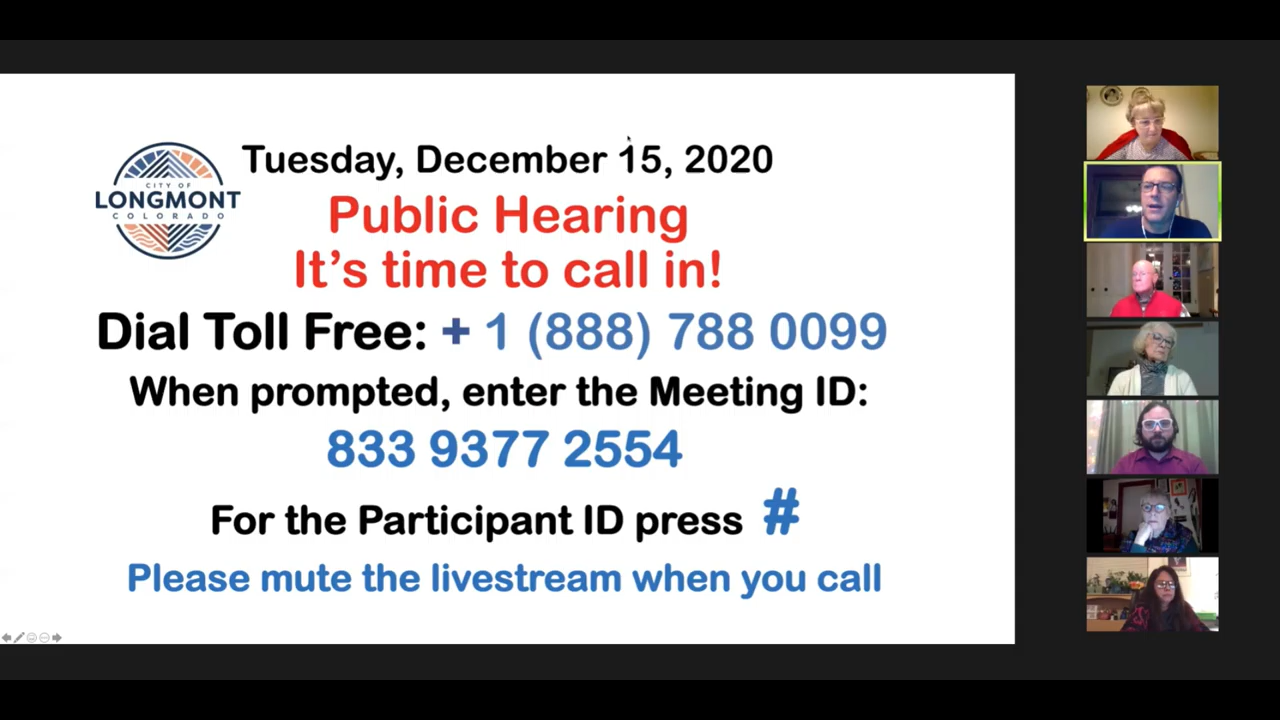 Tuesday, December 15, 2020
CITY OF
LONGMONT
COLORADO
Public Hearing
It's time to call in!
Dial Toll Free: + 1 (888) 788 0099
When prompted, enter the Meeting ID:
833 9377 2554
For the Participant ID press #
Please mute the livestream when you call